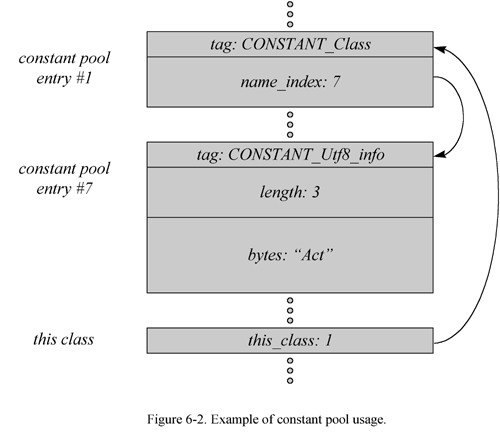 tag: CONSTANT_Class
constant pool
entry #1
name_index: 7
tag: CONSTANT_Utf8_info
constant pool
entry #7
length: 3
bytes: “Act”
this class
this_class: 1
Figure 6-2. Example of constant pool usage.